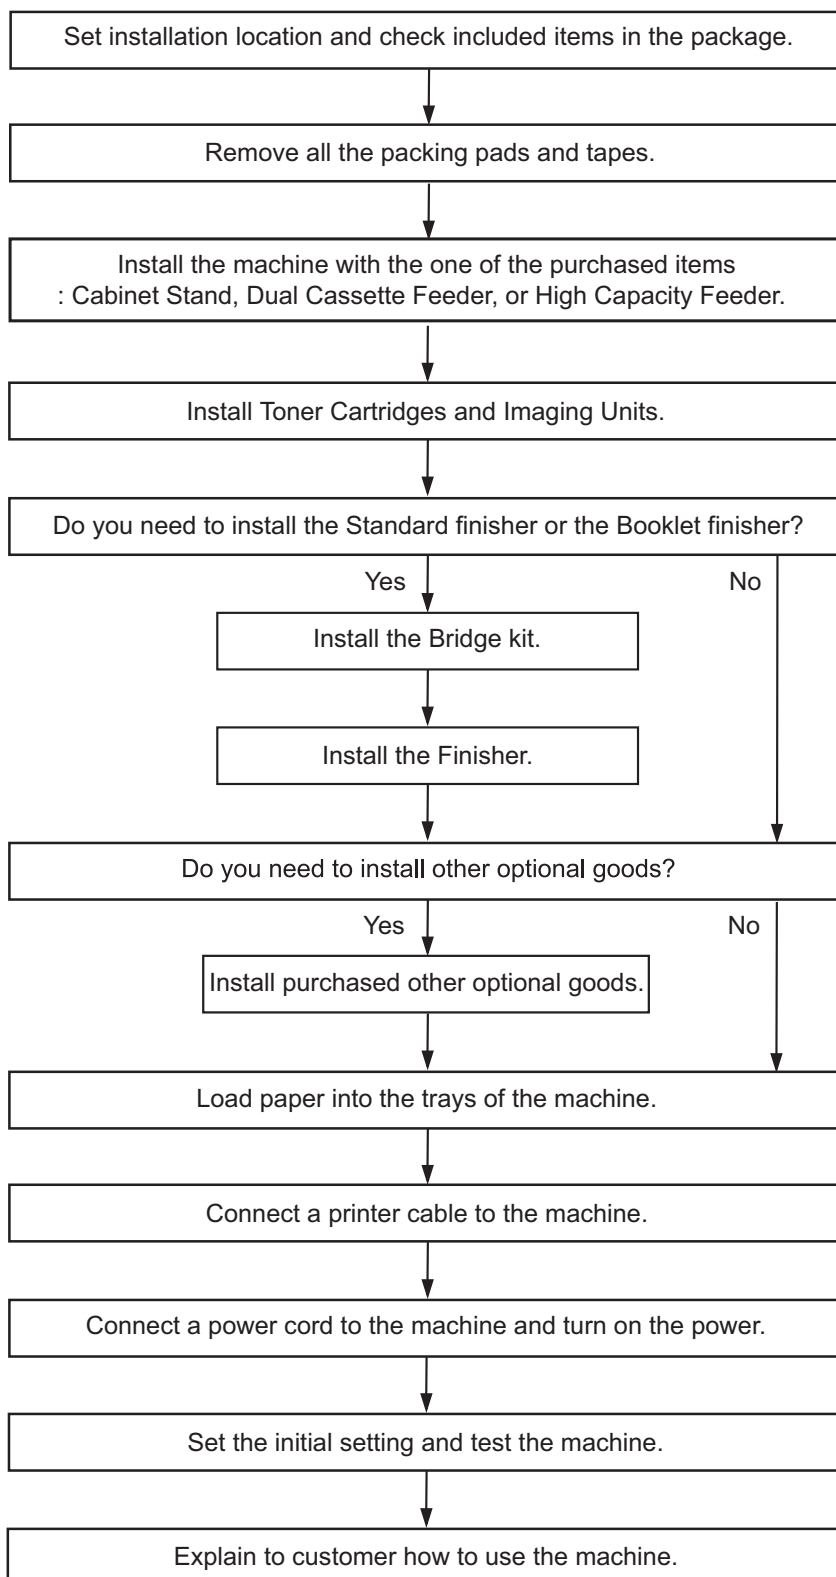 Set installation location and check included items in the package.
Remove all the packing pads and tapes.
Install the machine with the one of the purchased items
: Cabinet Stand, Dual Cassette Feeder, or High Capacity Feeder.
Install Toner Cartridges and Imaging Units.
Do you need to install the Standard finisher or the Booklet finisher?
Yes
No
Install the Bridge kit.
Install the Finisher.
Do you need to install other optional goods?
Yes
No
Install purchased other optional goods.
Load paper into the trays of the machine.
Connect a printer cable to the machine.
Connect a power cord to the machine and turn on the power.
Set the initial setting and test the machine.
Explain to customer how to use the machine.